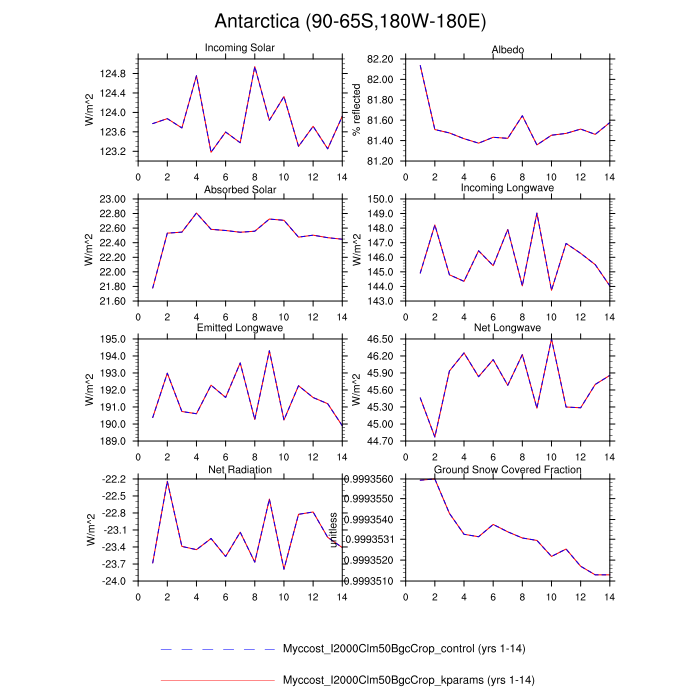 Antarctica (90-65S,180W-180E)
Incoming Solar
W/m^2
124.8
124.4
124.0
123.6
123.2
0 2 4 6 8 10 12 14
Albedo
% reflected
82.20
82.00
81.80
81.60
81.40
81.20
0 2 4 6 8 10 12 14
Absorbed Solar
W/m^2
23.00
22.80
22.60
22.40
22.20
22.00
21.80
21.60
0 2 4 6 8 10 12 14
Incoming Longwave
W/m^2
150.0
149.0
148.0
147.0
146.0
145.0
144.0
143.0
0 2 4 6 8 10 12 14
Emitted Longwave
W/m^2
195.0
194.0
193.0
192.0
191.0
190.0
189.0
0 2 4 6 8 10 12 14
Net Longwave
W/m^2
46.50
46.20
45.90
45.60
45.30
45.00
44.70
0 2 4 6 8 10 12 14
Net Radiation
W/m^2
-22.2
-22.5
-22.8
-23.1
-23.4
-23.7
-24.0
0 2 4 6 8 10 12 14
Ground Snow Covered Fraction
unitless
0.9993560
0.9993550
0.9993540
0.9993531
0.9993520
0.9993510
0 2 4 6 8 10 12 14
Myccost_I2000Clm50BgcCrop_control (yrs 1-14)
Myccost_I2000Clm50BgcCrop_kparams (yrs 1-14)